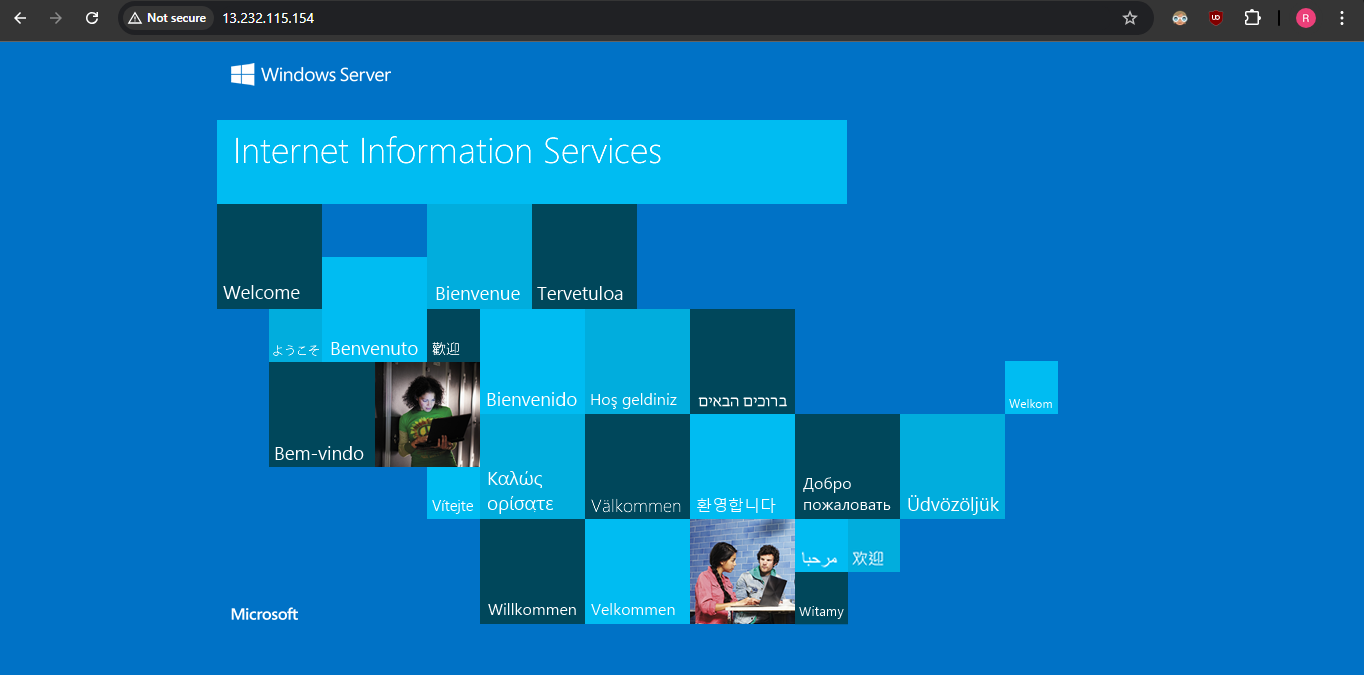 Not secure
13.232.115.154
UD
R
Windows Server
Internet Information Services
Welcome
Bienvenue
Tervetuloa
ようこそ
Benvenuto
歡迎
Bienvenido
Hoş geldiniz
ברוכים הבאים
Welkom
Bem-vindo
Vítejte
Καλώς
ορίσατε
Välkommen
환영합니다
Добро
пожаловать
Üdvözöljük
مرحبا
欢迎
Willkommen
Velkommen
Witamy
Microsoft